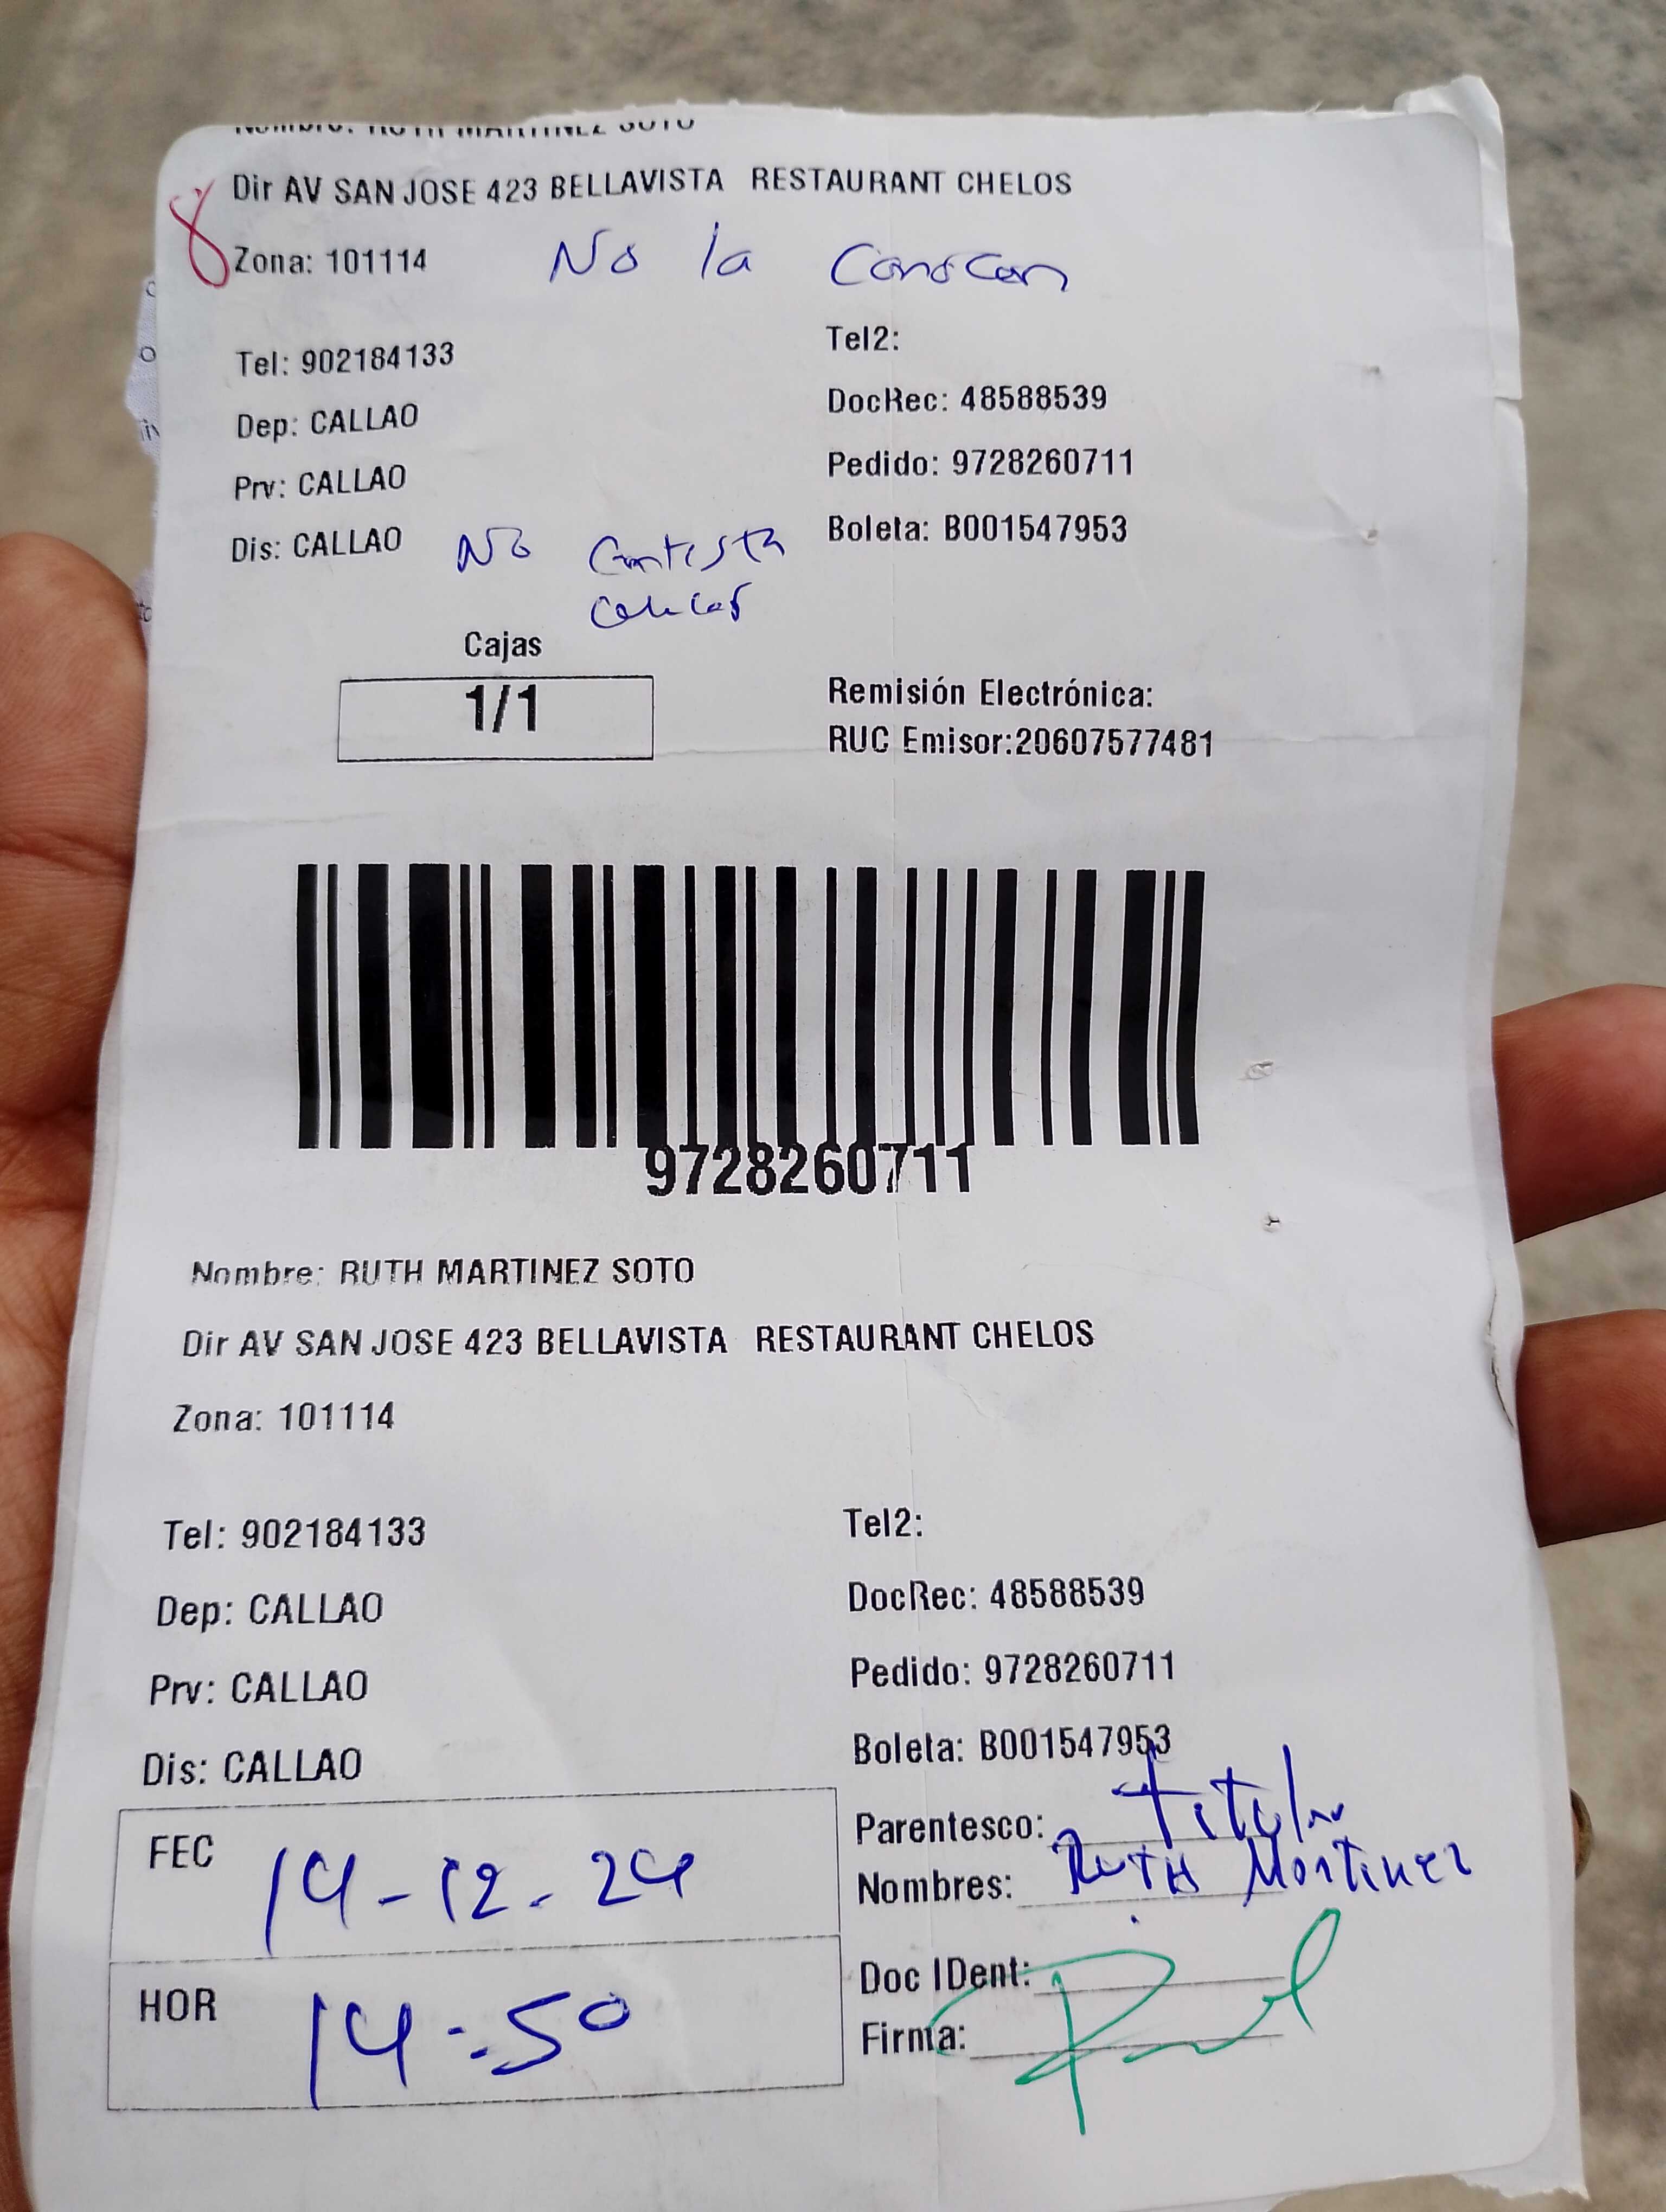 Nombre: RUTH MARTINEZ SOTO
Dir AV SAN JOSE 423 BELLAVISTA RESTAURANT CHELOS
8
Zona: 101114 No la Conocen
Tel: 902184133 Tel2:
Dep: CALLAO DocRec: 48588539
Prv: CALLAO Pedido: 9728260711
Dis: CALLAO No Contesta Boleta: B001547953
celular
Cajas
1/1
Remisión Electrónica:
RUC Emisor:20607577481
9728260711
Nombre: RUTH MARTINEZ SOTO
Dir AV SAN JOSE 423 BELLAVISTA RESTAURANT CHELOS
Zona: 101114
Tel: 902184133 Tel2:
Dep: CALLAO DocRec: 48588539
Prv: CALLAO Pedido: 9728260711
Dis: CALLAO Boleta: B001547953
FEC 14-12-24 Parentesco: titular
Nombres: Ruth Martinez
HOR 14:50 Doc IDent:
Firma: